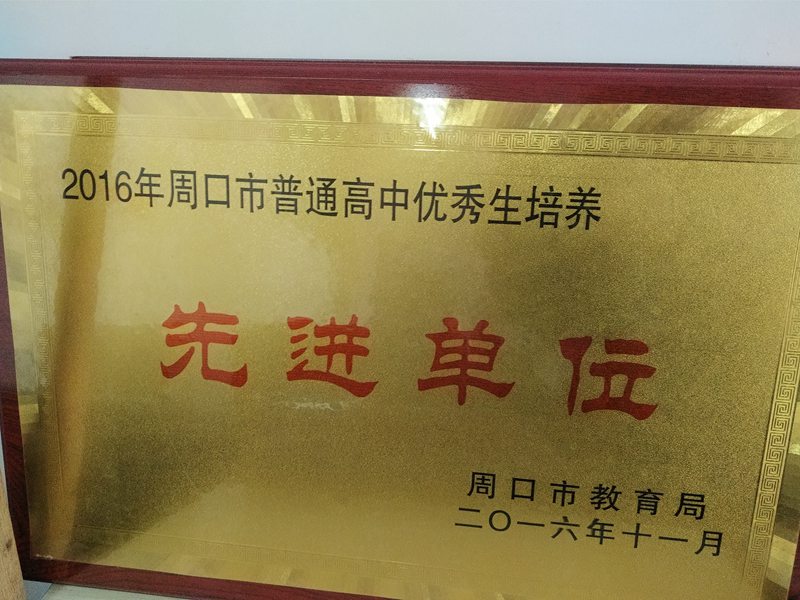 2016年周口市普通高中优秀生培养
先进单位
周口市教育局
二〇一六年十一月